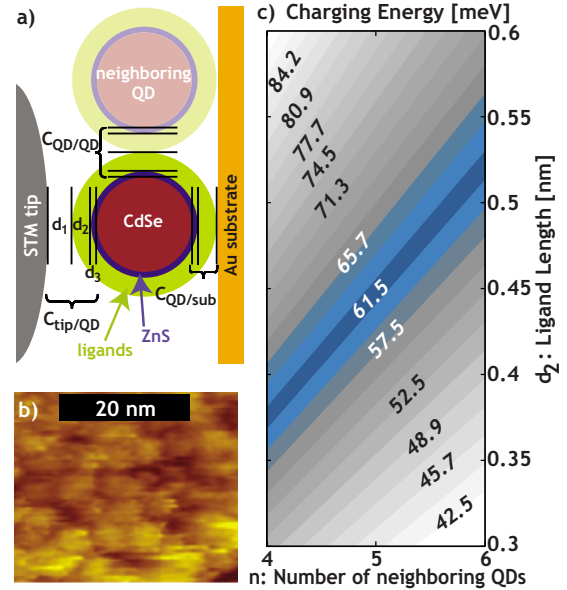 a)
neighboring
QD
C_QD/QD
STM tip
d₁
d₂
d₃
CdSe
Au substrate
C_tip/QD
C_QD/sub
ligands
ZnS
b)
20 nm
c) Charging Energy [meV]
84.2
80.9
77.7
74.5
71.3
65.7
61.5
57.5
52.5
48.9
45.7
42.5
0.6
0.55
0.5
0.45
0.4
0.35
0.3
d₂ : Ligand Length [nm]
4
5
6
n: Number of neighboring QDs